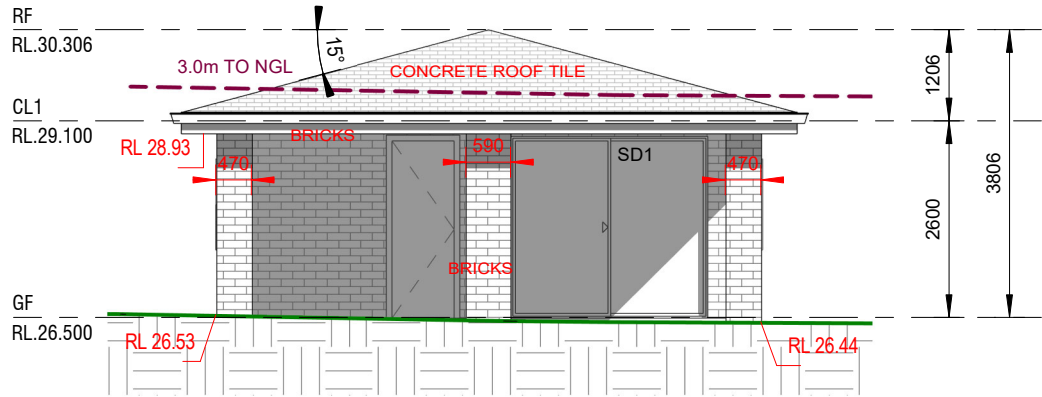 RF
RL.30.306
15°
3.0m TO NGL
CONCRETE ROOF TILE
1206
CL1
RL.29.100
BRICKS
RL 28.93
590
SD1
470
470
3806
2600
BRICKS
GF
RL.26.500
RL 26.53
RL 26.44